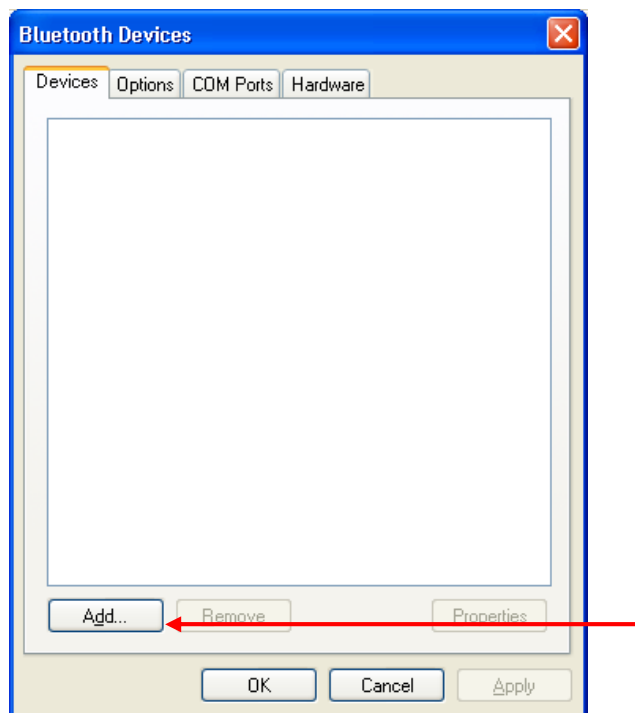 Bluetooth Devices
Devices Options COM Ports Hardware
Add... Remove Properties
OK Cancel Apply